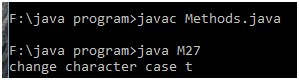 F:\java program>javac Methods.java
F:\java program>java M27
change character case t